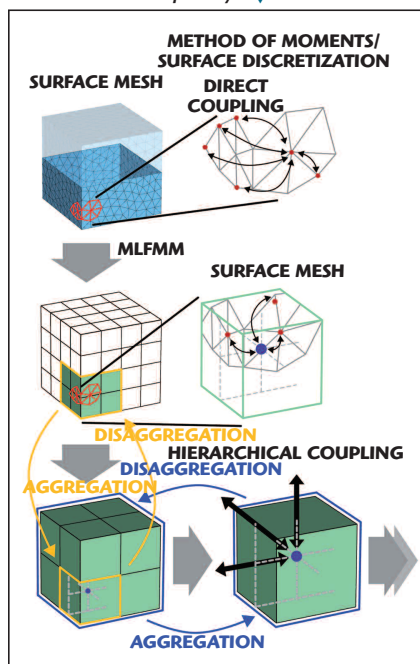 METHOD OF MOMENTS/
SURFACE DISCRETIZATION
SURFACE MESH
DIRECT
COUPLING
MLFMM
SURFACE MESH
DISAGGREGATION
HIERARCHICAL COUPLING
DISAGGREGATION
AGGREGATION
AGGREGATION